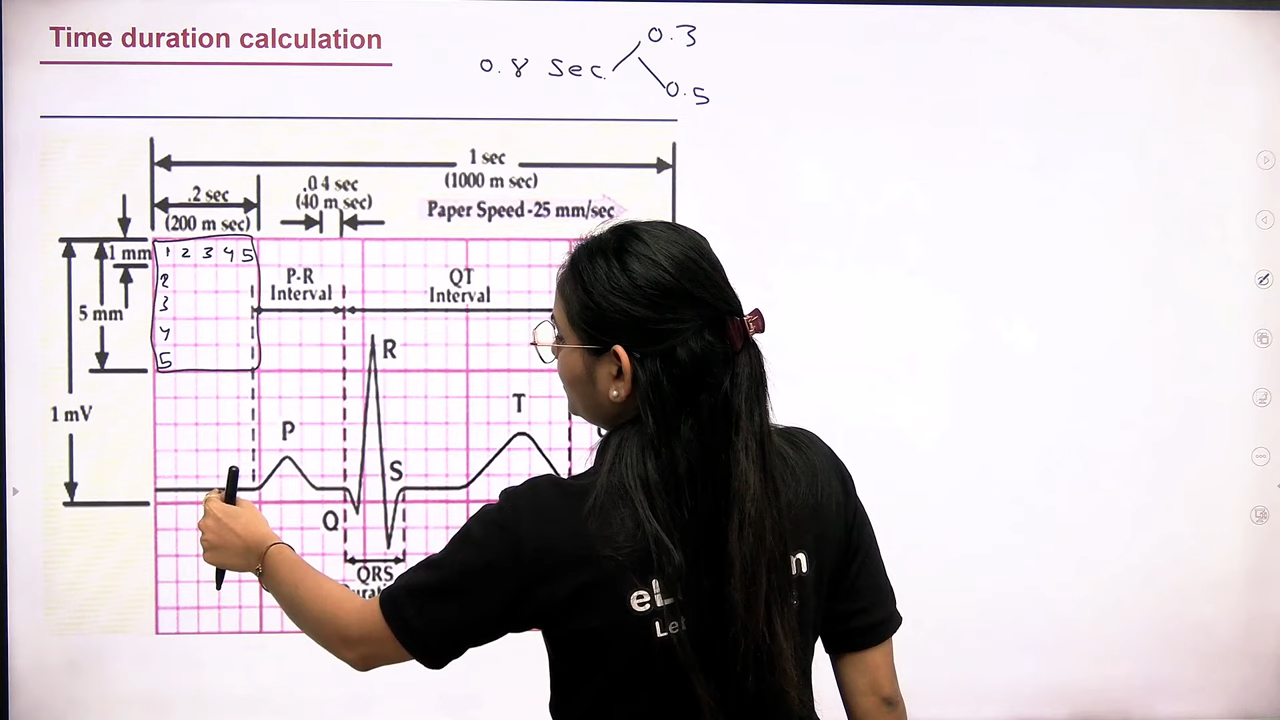 Time duration calculation
0.3
0.8 sec.
0.5
1 sec
(1000 m sec)
.2 sec
(200 m sec)
.04 sec
(40 m sec)
Paper Speed-25 mm/sec
1 mm
1 2 3 4 5
2
3
4
5
5 mm
P-R
Interval
QT
Interval
R
1 mV
P
T
S
Q
QRS